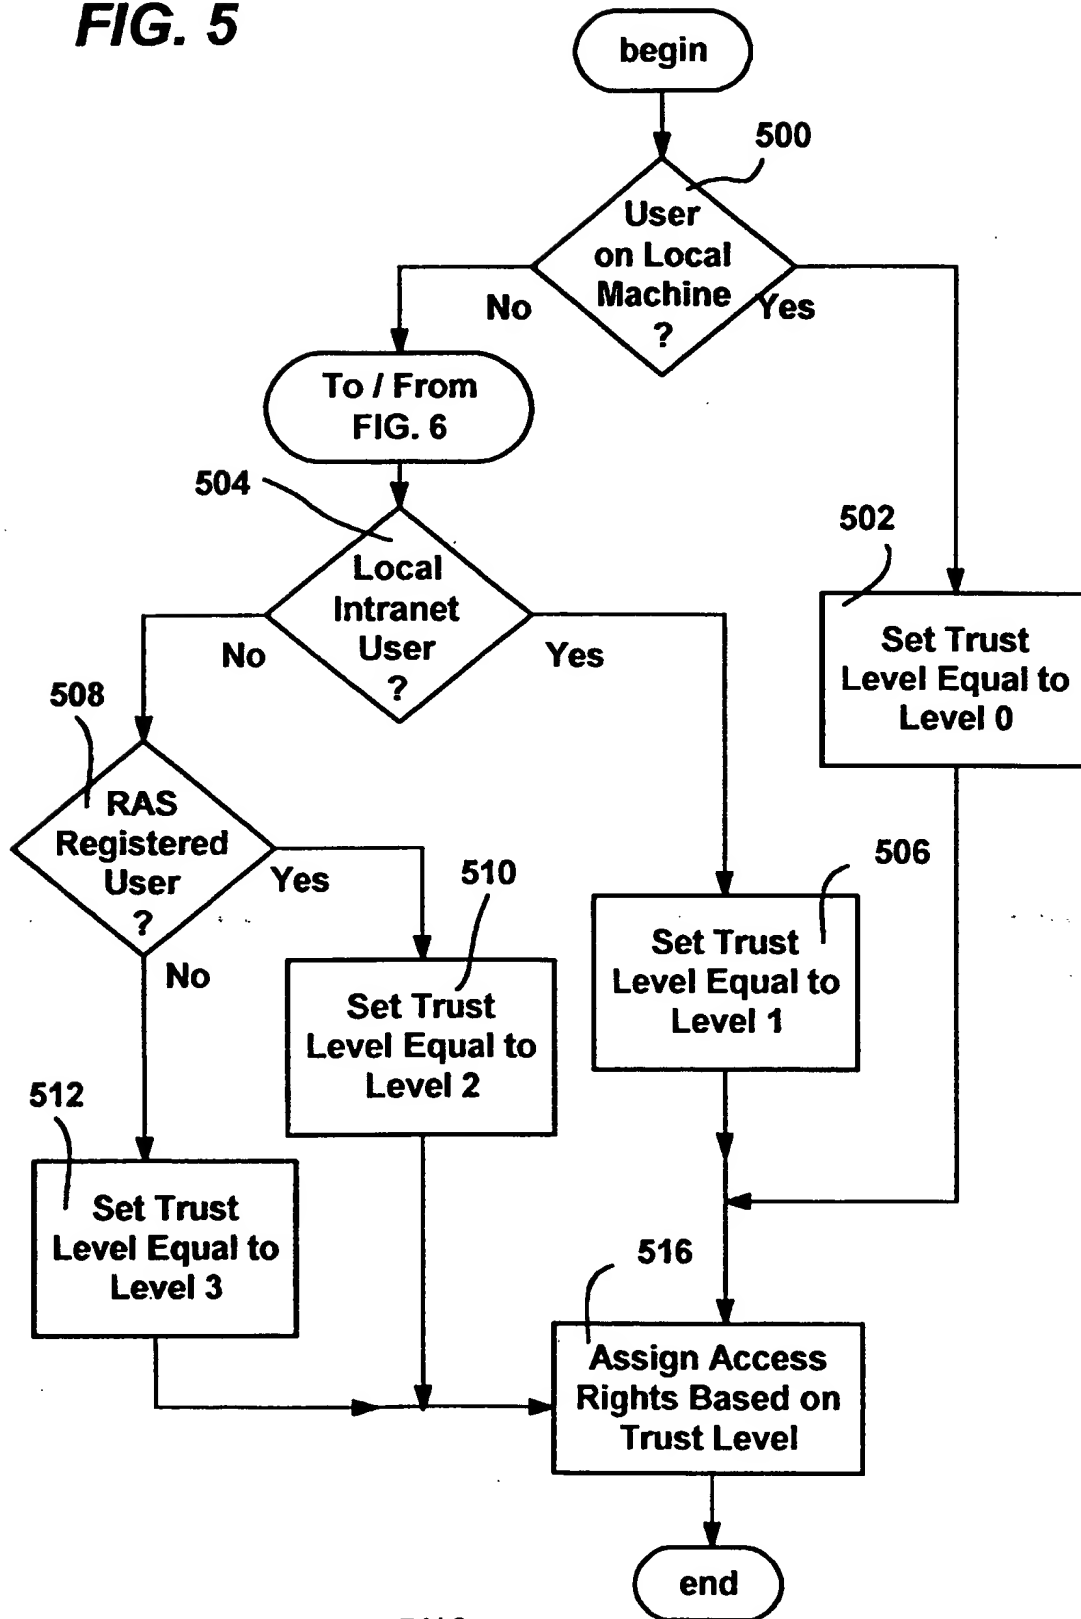 FIG. 5
begin
500
User
on Local
Machine
?
No
Yes
To / From
FIG. 6
504
Local
Intranet
User
?
No
Yes
502
Set Trust
Level Equal to
Level 0
508
RAS
Registered
User
?
Yes
No
510
Set Trust
Level Equal to
Level 2
506
Set Trust
Level Equal to
Level 1
512
Set Trust
Level Equal to
Level 3
516
Assign Access
Rights Based on
Trust Level
end